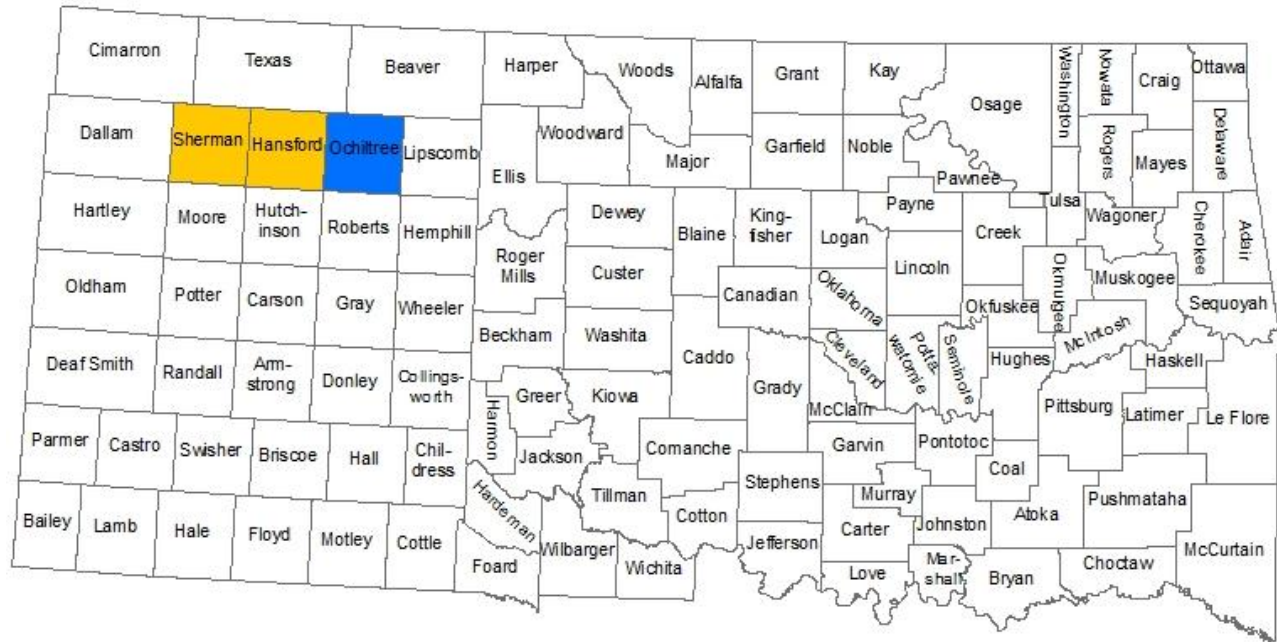 Cimarron
Texas
Beaver
Harper
Woods
Alfalfa
Grant
Kay
Osage
Washington
Nowata
Craig
Ottawa
Dallam
Sherman
Hansford
Ochiltree
Lipscomb
Ellis
Woodward
Major
Garfield
Noble
Pawnee
Rogers
Mayes
Delaware
Hartley
Moore
Hutch-
inson
Roberts
Hemphill
Roger
Mills
Dewey
Blaine
King-
fisher
Logan
Payne
Creek
Tulsa
Wagoner
Cherokee
Adair
Oldham
Potter
Carson
Gray
Wheeler
Custer
Canadian
Oklahoma
Lincoln
Okfuskee
Okmulgee
Muskogee
Sequoyah
Deaf Smith
Randall
Arm-
strong
Donley
Collings-
worth
Beckham
Washita
Caddo
Grady
Cleveland
Potta
watomie
Seminole
Hughes
McIntosh
Haskell
Harmon
Greer
Kiowa
McClain
Pittsburg
Latimer
Le Flore
Parmer
Castro
Swisher
Briscoe
Hall
Chil-
dress
Jackson
Comanche
Garvin
Pontotoc
Coal
Bailey
Lamb
Hale
Floyd
Motley
Cottle
Hardeman
Tillman
Cotton
Stephens
Murray
Johnston
Atoka
Pushmataha
Foard
Wilbarger
Wichita
Jefferson
Carter
Love
Mar-
shall
Bryan
Choctaw
McCurtain